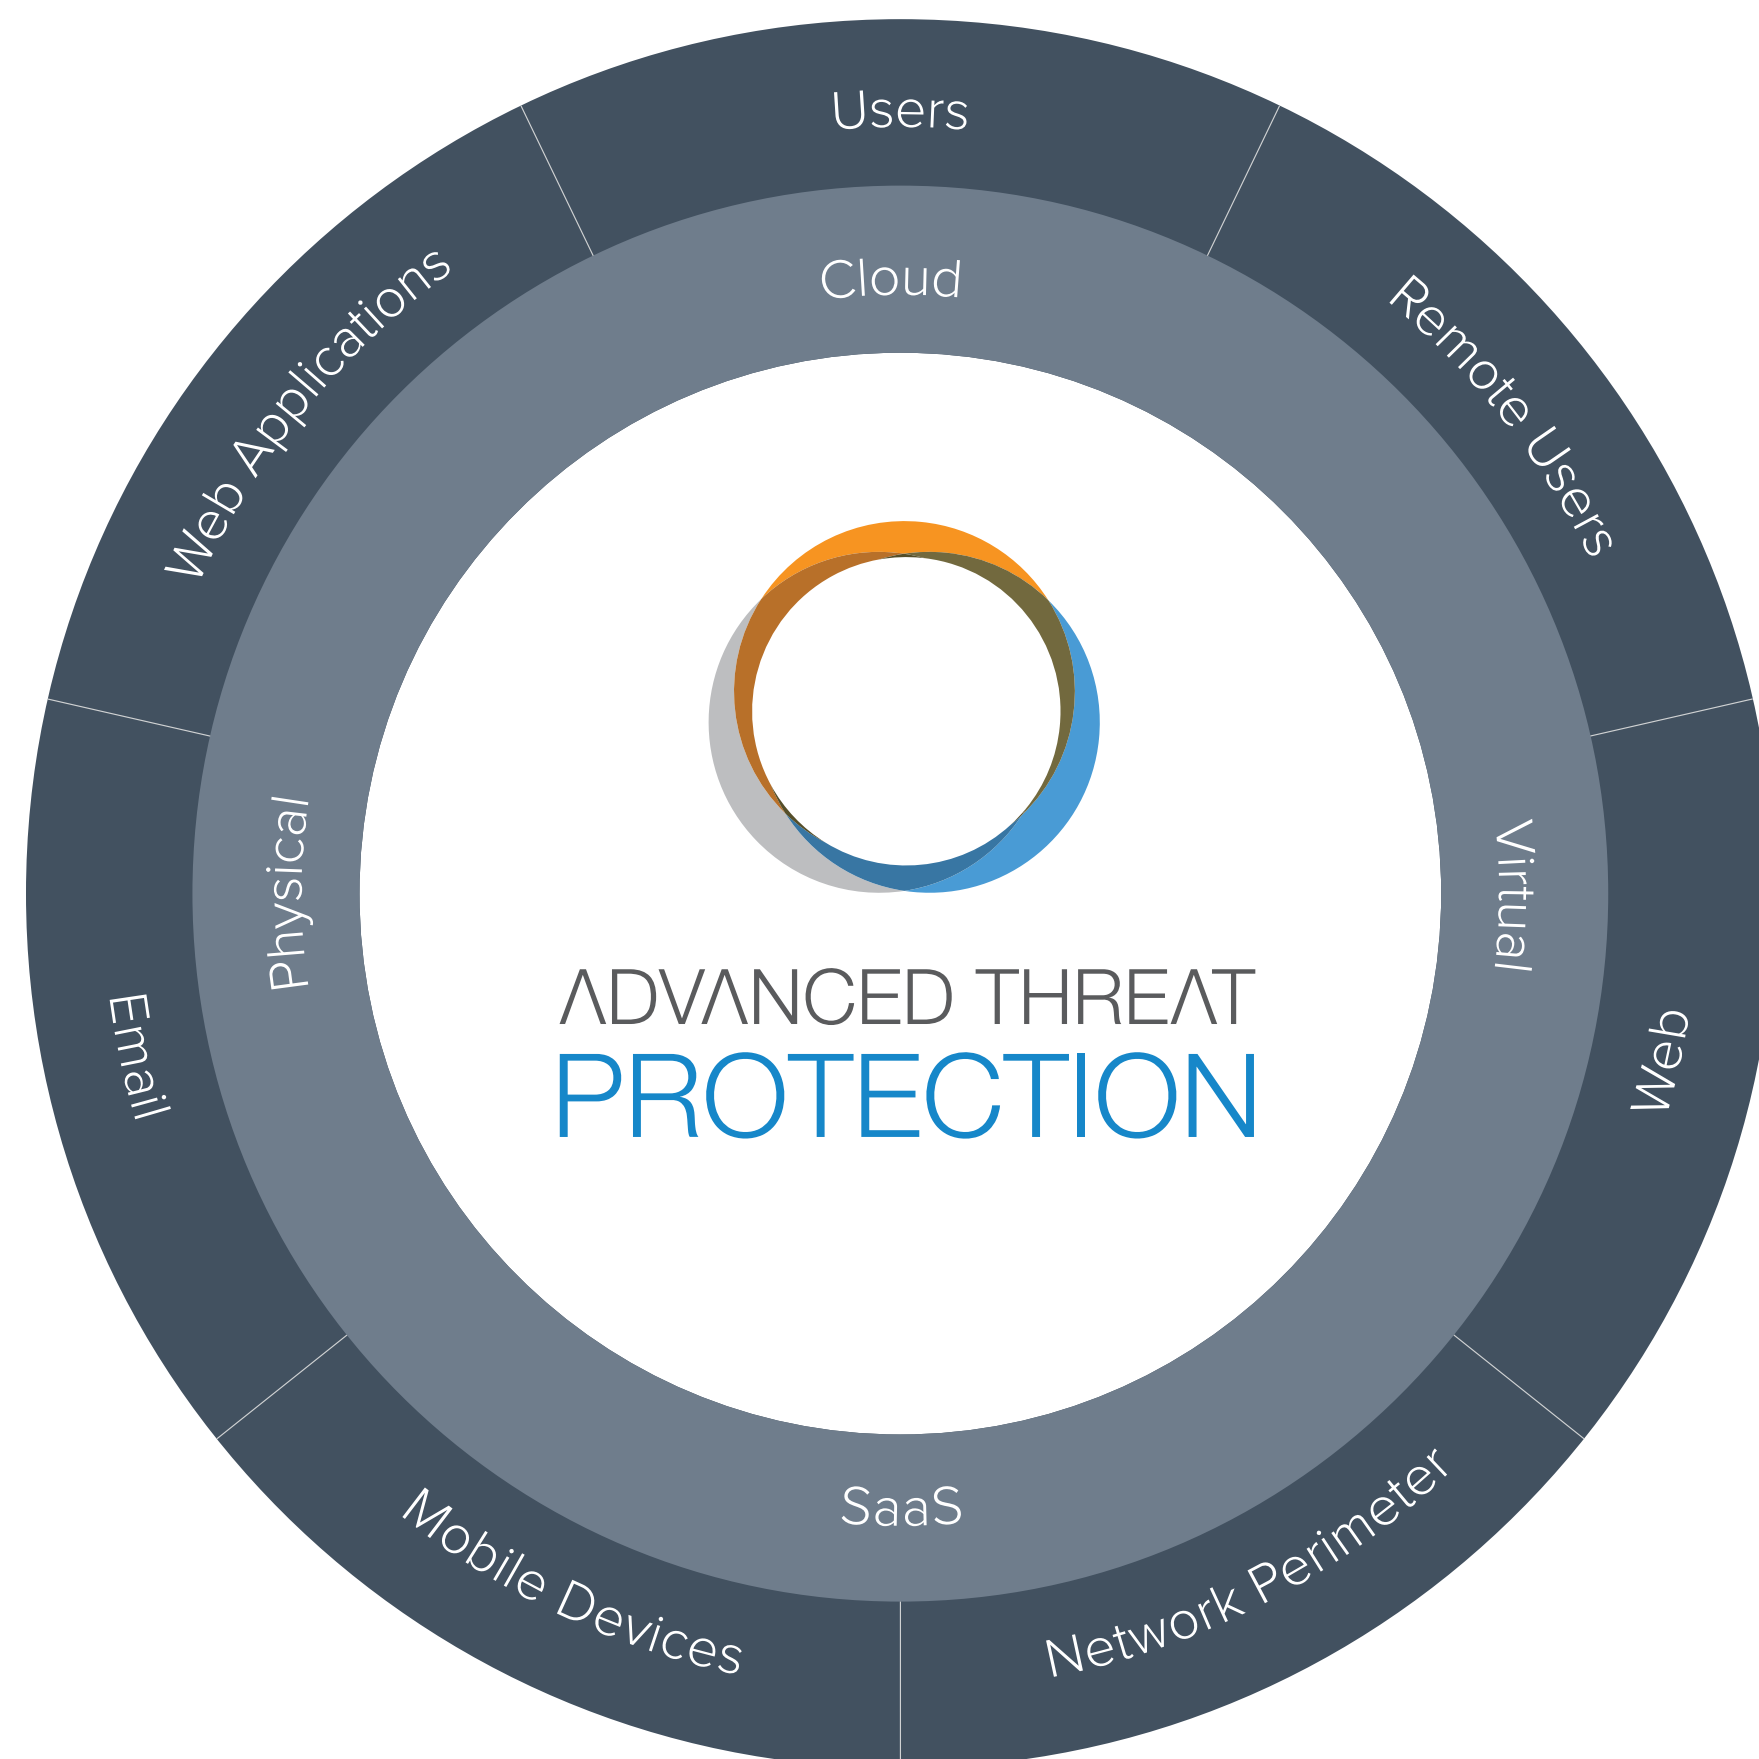 Users
Remote Users
Web
Network Perimeter
Mobile Devices
Email
Web Applications
Cloud
Virtual
SaaS
Physical
ADVANCED THREAT
PROTECTION